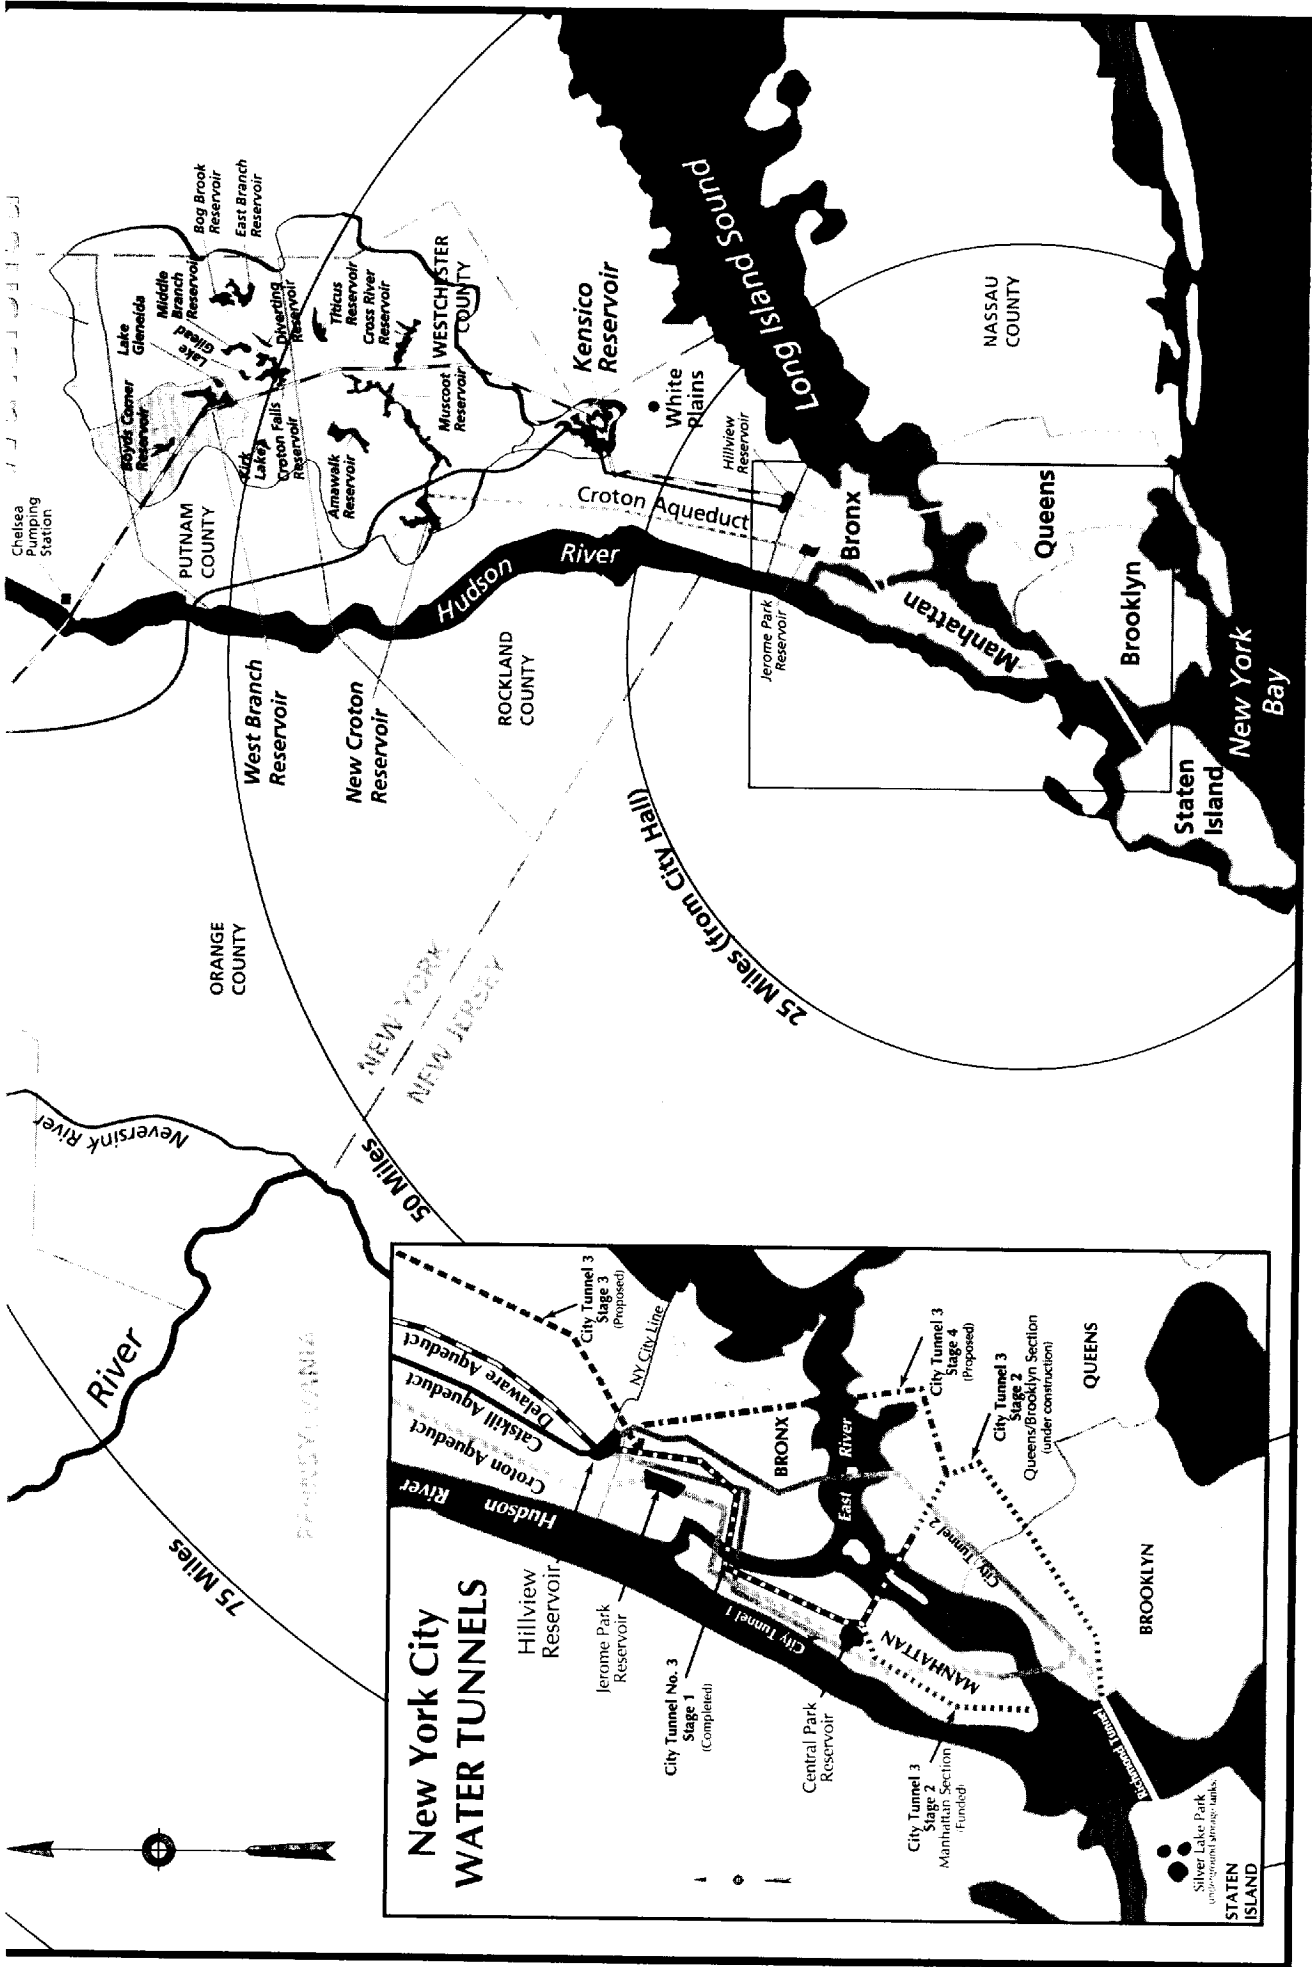 Chelsea
Pumping
Station
PUTNAM
COUNTY
Boyds Corner
Reservoir
Lake
Gleneida
Lake
Gilead
Middle
Branch
Reservoir
Bog Brook
Reservoir
East Branch
Reservoir
Diverting
Reservoir
Kirk
Lake
Croton Falls
Reservoir
Titicus
Reservoir
Cross River
Reservoir
Amawalk
Reservoir
Muscoot
Reservoir
WESTCHESTER
COUNTY
Kensico
Reservoir
White
Plains
Hillview
Reservoir
Croton Aqueduct
Hudson River
Long Island Sound
NASSAU
COUNTY
West Branch
Reservoir
New Croton
Reservoir
ROCKLAND
COUNTY
ORANGE
COUNTY
NEW YORK
NEW JERSEY
Jerome Park
Reservoir
Bronx
Manhattan
Queens
Brooklyn
Staten
Island
New York
Bay
25 Miles (from City Hall)
50 Miles
75 Miles
Neversink River
River
PENNSYLVANIA
New York City
WATER TUNNELS
Hillview
Reservoir
Jerome Park
Reservoir
City Tunnel No. 3
Stage 1
(Completed)
Central Park
Reservoir
City Tunnel 3
Stage 2
Manhattan Section
(Funded)
Hudson River
Croton Aqueduct
Catskill Aqueduct
Delaware Aqueduct
City Tunnel 3
Stage 3
(Proposed)
NY City Line
BRONX
East River
City Tunnel 1
MANHATTAN
City Tunnel 2
City Tunnel 3
Stage 4
(Proposed)
City Tunnel 3
Stage 2
Queens/Brooklyn Section
(under construction)
QUEENS
BROOKLYN
Richmond Tunnel
Silver Lake Park
(underground storage tanks)
STATEN
ISLAND